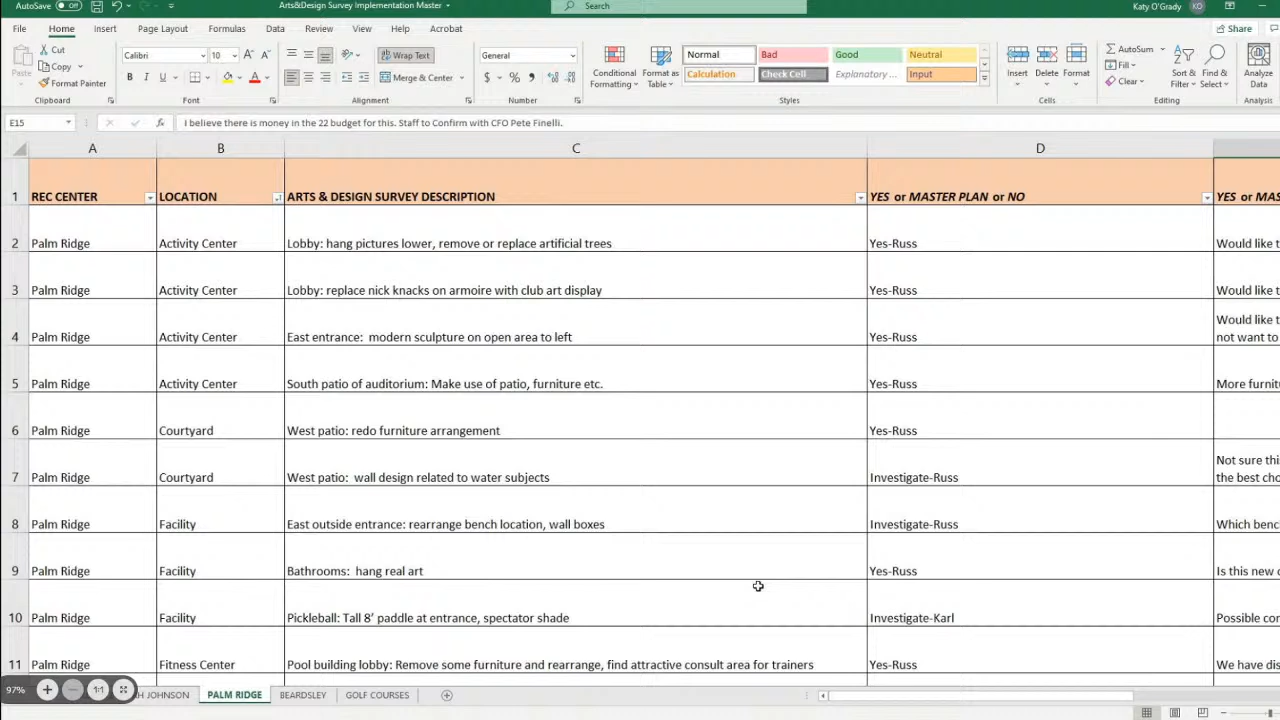 AutoSave Off
Arts&Design Survey Implementation Master
Search
Katy O'Grady KO
File Home Insert Page Layout Formulas Data Review View Help Acrobat Share
Paste
Cut
Copy
Format Painter
Clipboard
Calibri 10
B I U
Font
Wrap Text
Merge & Center
Alignment
General
$ % ,
Number
Conditional Formatting
Format as Table
Normal Bad Good Neutral
Calculation Check Cell Explanatory ... Input
Styles
Insert Delete Format
Cells
AutoSum
Fill
Clear
Sort & Filter
Find & Select
Editing
Analyze Data
Analysis
E15 fx I believe there is money in the 22 budget for this. Staff to Confirm with CFO Pete Finelli.
A B C D
1 REC CENTER LOCATION ARTS & DESIGN SURVEY DESCRIPTION YES or MASTER PLAN or NO YES or MAS
2 Palm Ridge Activity Center Lobby: hang pictures lower, remove or replace artificial trees Yes-Russ Would like t
3 Palm Ridge Activity Center Lobby: replace nick knacks on armoire with club art display Yes-Russ Would like t
Would like t
4 Palm Ridge Activity Center East entrance: modern sculpture on open area to left Yes-Russ not want to
5 Palm Ridge Activity Center South patio of auditorium: Make use of patio, furniture etc. Yes-Russ More furnit
6 Palm Ridge Courtyard West patio: redo furniture arrangement Yes-Russ
Not sure thi
7 Palm Ridge Courtyard West patio: wall design related to water subjects Investigate-Russ the best cho
8 Palm Ridge Facility East outside entrance: rearrange bench location, wall boxes Investigate-Russ Which benc
9 Palm Ridge Facility Bathrooms: hang real art Yes-Russ Is this new c
10 Palm Ridge Facility Pickleball: Tall 8' paddle at entrance, spectator shade Investigate-Karl Possible con
11 Palm Ridge Fitness Center Pool building lobby: Remove some furniture and rearrange, find attractive consult area for trainers Yes-Russ We have dis
97% 1:1 H JOHNSON PALM RIDGE BEARDSLEY GOLF COURSES